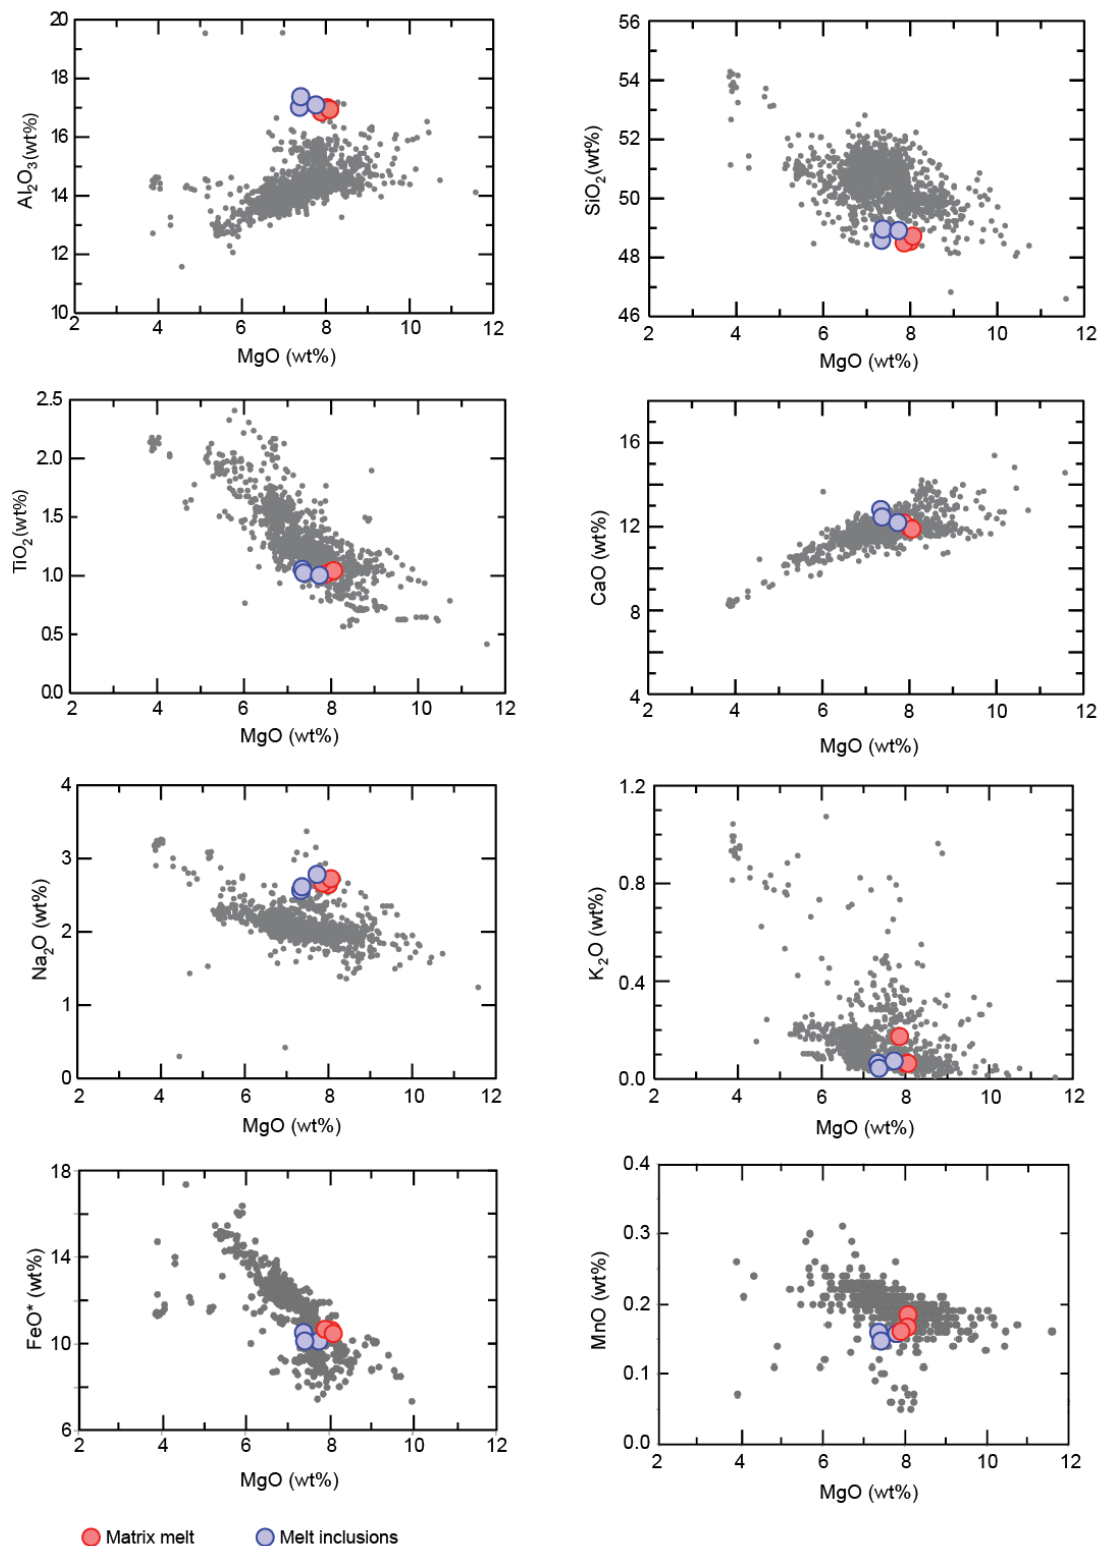 20
18
16
14
12
10
Al₂O₃(wt%)
2 4 6 8 10 12
MgO (wt%)
56
54
52
50
48
46
SiO₂(wt%)
2 4 6 8 10 12
MgO (wt%)
2.5
2.0
1.5
1.0
0.5
0.0
TiO₂(wt%)
2 4 6 8 10 12
MgO (wt%)
16
12
8
4
CaO (wt%)
2 4 6 8 10 12
MgO (wt%)
4
3
2
1
0
Na₂O (wt%)
2 4 6 8 10 12
MgO (wt%)
1.2
0.8
0.4
0.0
K₂O (wt%)
2 4 6 8 10 12
MgO (wt%)
18
14
10
6
FeO* (wt%)
2 4 6 8 10 12
MgO (wt%)
0.4
0.3
0.2
0.1
0.0
MnO (wt%)
2 4 6 8 10 12
MgO (wt%)
Matrix melt
Melt inclusions